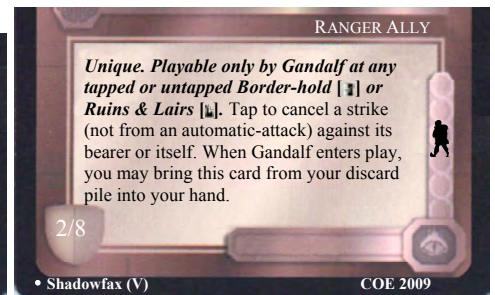 RANGER ALLY
Unique. Playable only by Gandalf at any
tapped or untapped Border-hold [] or
Ruins & Lairs []. Tap to cancel a strike
(not from an automatic-attack) against its
bearer or itself. When Gandalf enters play,
you may bring this card from your discard
pile into your hand.
2/8
• Shadowfax (V) COE 2009